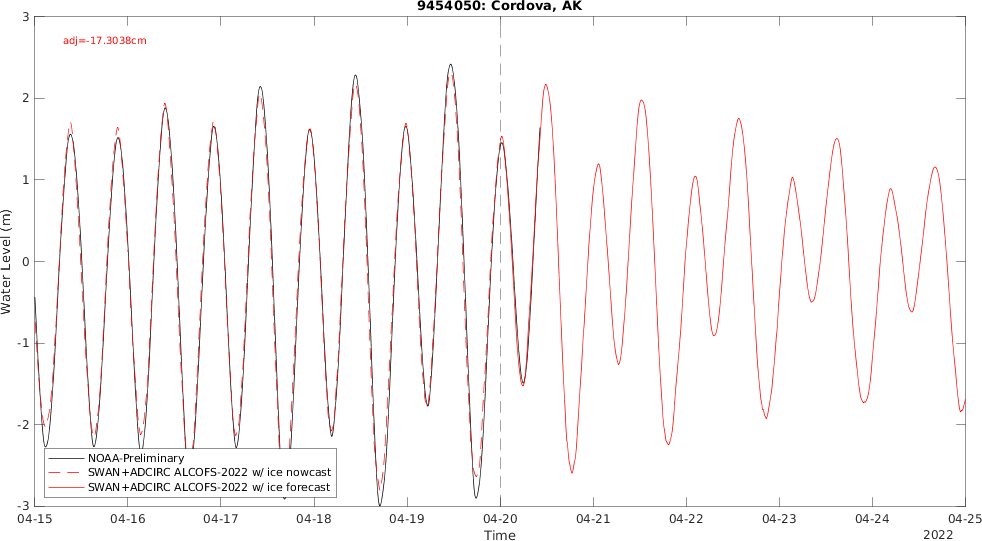 9454050: Cordova, AK
adj=-17.3038cm
Water Level (m)
3
2
1
0
-1
-2
-3
NOAA-Preliminary
SWAN+ADCIRC ALCOFS-2022 w/ ice nowcast
SWAN+ADCIRC ALCOFS-2022 w/ ice forecast
04-15 04-16 04-17 04-18 04-19 04-20 04-21 04-22 04-23 04-24 04-25
Time
2022